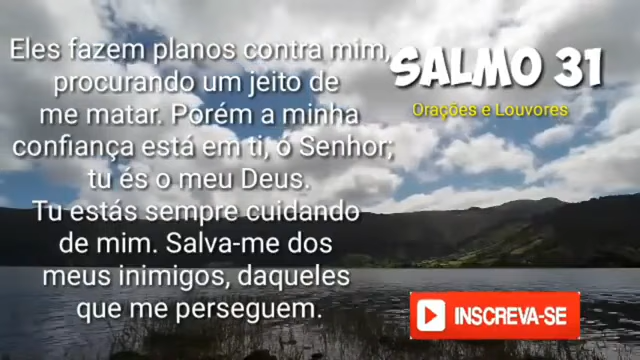 Eles fazem planos contra mim,
procurando um jeito de
me matar. Porém a minha
confiança está em ti, ó Senhor;
tu és o meu Deus.
Tu estás sempre cuidando
de mim. Salva-me dos
meus inimigos, daqueles
que me perseguem.
SALMO 31
Orações e Louvores
INSCREVA-SE